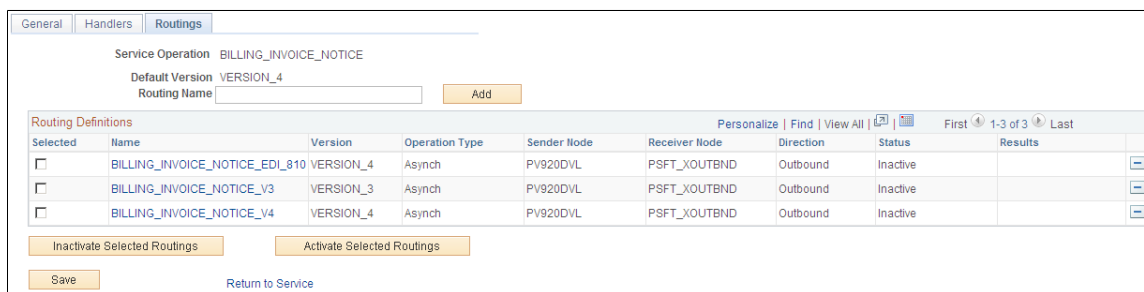 General Handlers Routings
Service Operation BILLING_INVOICE_NOTICE
Default Version VERSION_4
Routing Name Add
Routing Definitions Personalize | Find | View All | | First 1-3 of 3 Last
Selected Name Version Operation Type Sender Node Receiver Node Direction Status Results
BILLING_INVOICE_NOTICE_EDI_810 VERSION_4 Asynch PV920DVL PSFT_XOUTBND Outbound Inactive
BILLING_INVOICE_NOTICE_V3 VERSION_3 Asynch PV920DVL PSFT_XOUTBND Outbound Inactive
BILLING_INVOICE_NOTICE_V4 VERSION_4 Asynch PV920DVL PSFT_XOUTBND Outbound Inactive
Inactivate Selected Routings Activate Selected Routings
Save Return to Service